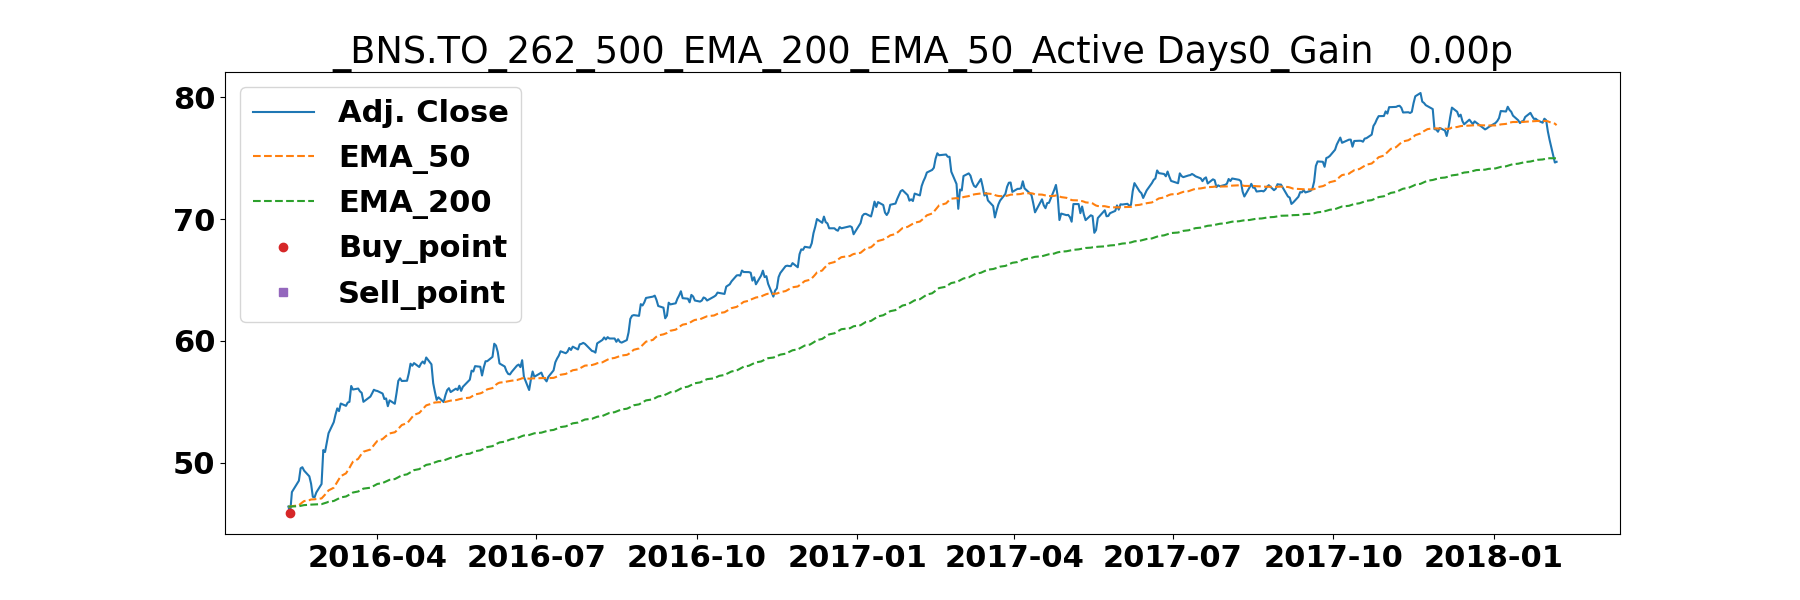 _BNS.TO_262_500_EMA_200_EMA_50_Active Days0_Gain   0.00p
80
70
60
50
Adj. Close
EMA_50
EMA_200
Buy_point
Sell_point
2016-04 2016-07 2016-10 2017-01 2017-04 2017-07 2017-10 2018-01